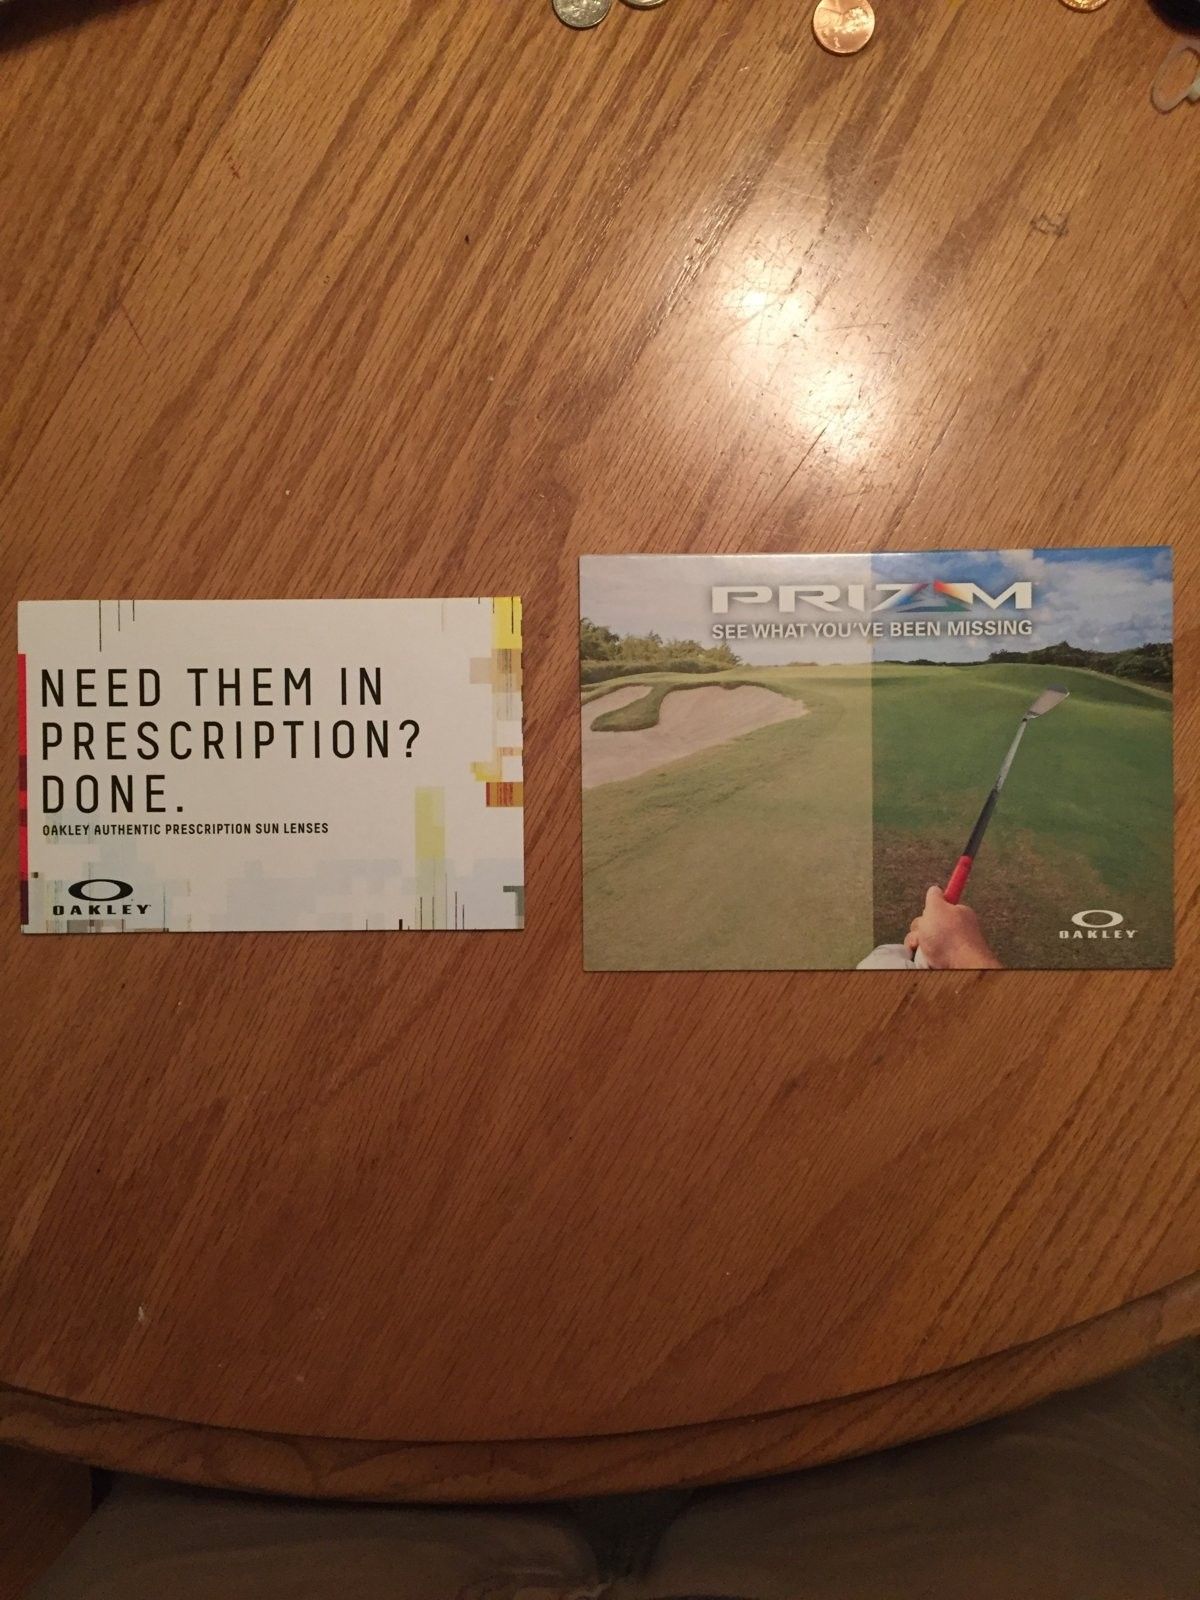 NEED THEM IN
PRESCRIPTION?
DONE.
OAKLEY AUTHENTIC PRESCRIPTION SUN LENSES
OAKLEY
PRIZM
SEE WHAT YOU'VE BEEN MISSING
OAKLEY